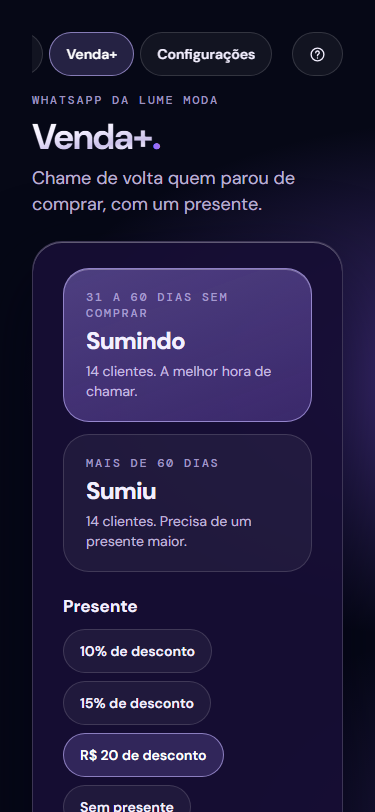 Venda+
Configurações
?
WHATSAPP DA LUME MODA
Venda+.
Chame de volta quem parou de
comprar, com um presente.
31 A 60 DIAS SEM
COMPRAR
Sumindo
14 clientes. A melhor hora de
chamar.
MAIS DE 60 DIAS
Sumiu
14 clientes. Precisa de um
presente maior.
Presente
10% de desconto
15% de desconto
R$ 20 de desconto
Sem presente